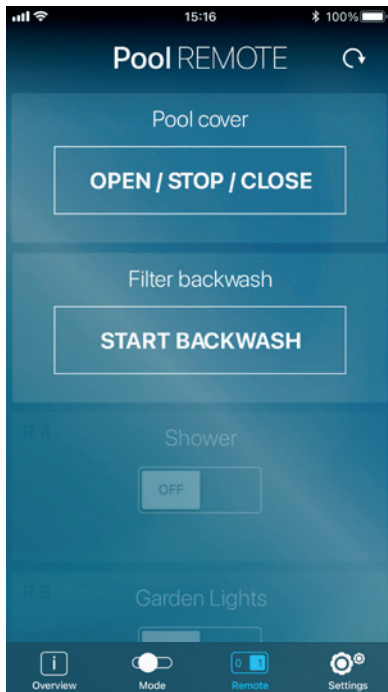 15:16
100%
Pool REMOTE
Pool cover
OPEN / STOP / CLOSE
Filter backwash
START BACKWASH
R 4
Shower
OFF
R 3
Garden Lights
i
0 1
Overview Mode Remote Settings